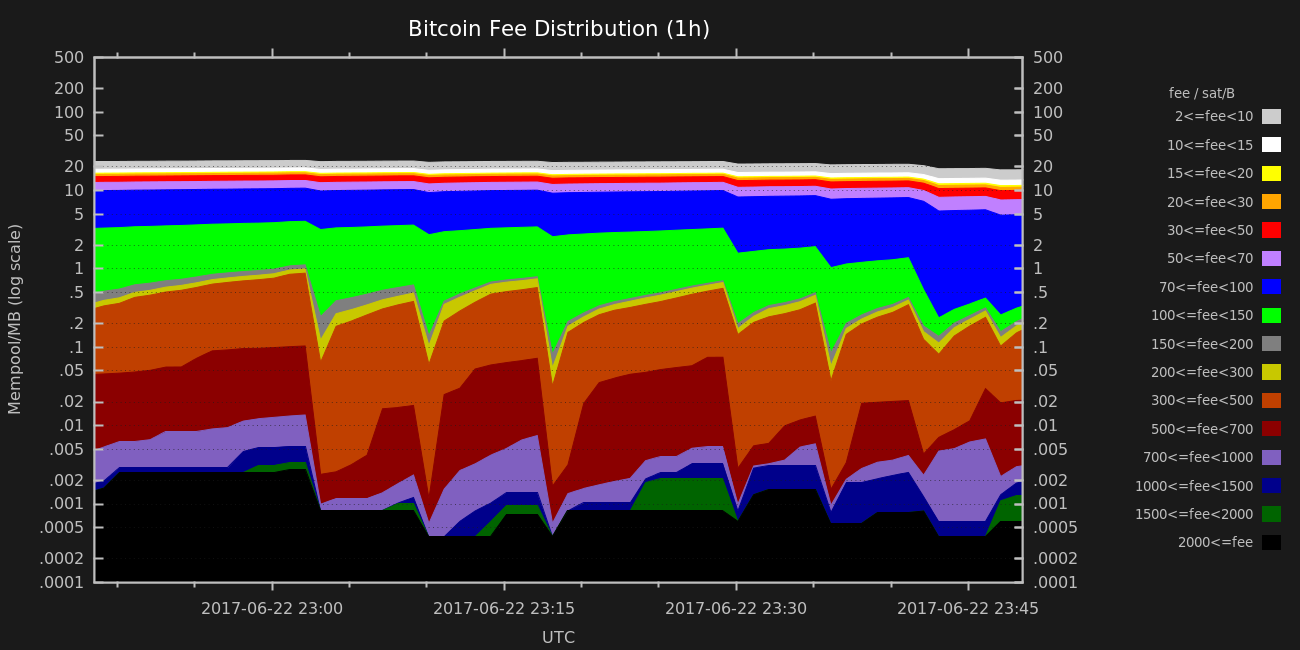 Bitcoin Fee Distribution (1h)
Mempool/MB (log scale)
500
200
100
50
20
10
5
2
1
.5
.2
.1
.05
.02
.01
.005
.002
.001
.0005
.0002
.0001
500
200
100
50
20
10
5
2
1
.5
.2
.1
.05
.02
.01
.005
.002
.001
.0005
.0002
.0001
2017-06-22 23:00
2017-06-22 23:15
2017-06-22 23:30
2017-06-22 23:45
UTC
fee / sat/B
2<=fee<10
10<=fee<15
15<=fee<20
20<=fee<30
30<=fee<50
50<=fee<70
70<=fee<100
100<=fee<150
150<=fee<200
200<=fee<300
300<=fee<500
500<=fee<700
700<=fee<1000
1000<=fee<1500
1500<=fee<2000
2000<=fee